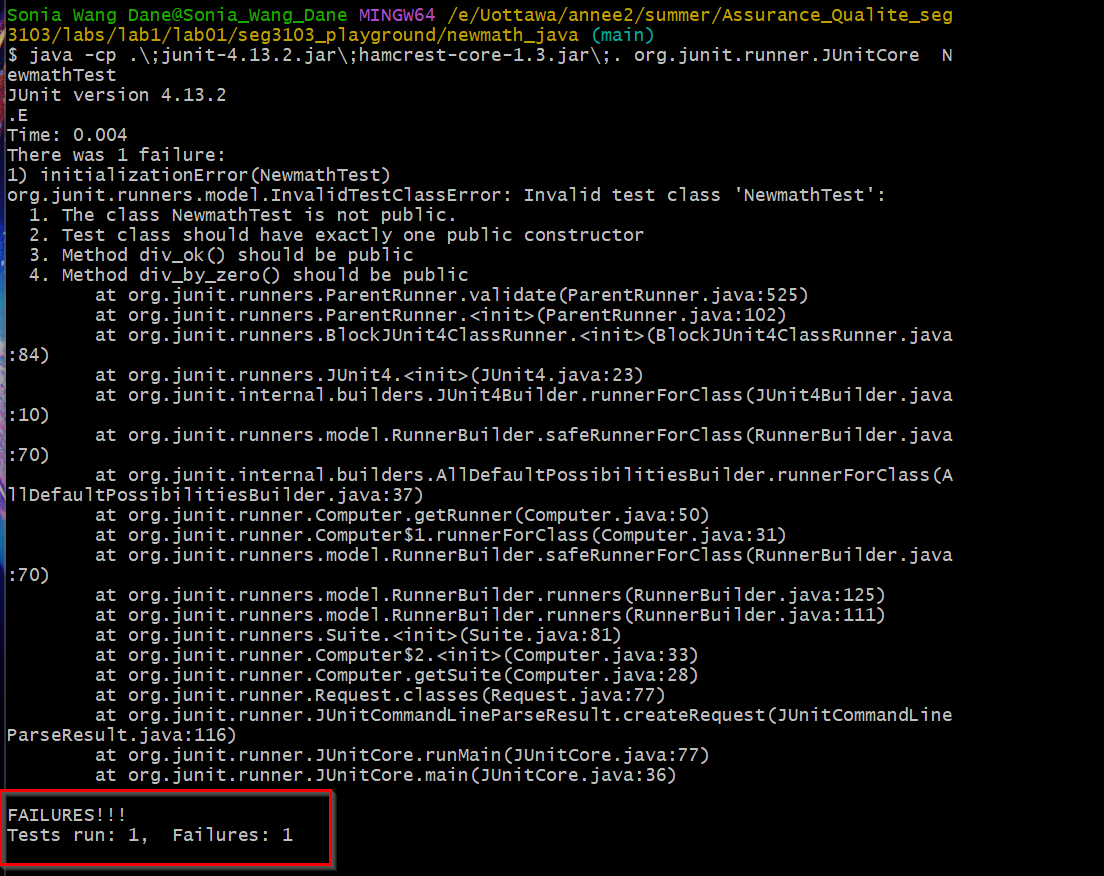 Sonia Wang Dane@Sonia_Wang_Dane MINGW64 /e/Uottawa/annee2/summer/Assurance_Qualite_seg
3103/labs/lab1/lab01/seg3103_playground/newmath_java (main)
$ java -cp .\;junit-4.13.2.jar\;hamcrest-core-1.3.jar\;. org.junit.runner.JUnitCore  N
ewmathTest
JUnit version 4.13.2
.E
Time: 0.004
There was 1 failure:
1) initializationError(NewmathTest)
org.junit.runners.model.InvalidTestClassError: Invalid test class 'NewmathTest':
  1. The class NewmathTest is not public.
  2. Test class should have exactly one public constructor
  3. Method div_ok() should be public
  4. Method div_by_zero() should be public
        at org.junit.runners.ParentRunner.validate(ParentRunner.java:525)
        at org.junit.runners.ParentRunner.<init>(ParentRunner.java:102)
        at org.junit.runners.BlockJUnit4ClassRunner.<init>(BlockJUnit4ClassRunner.java
:84)
        at org.junit.runners.JUnit4.<init>(JUnit4.java:23)
        at org.junit.internal.builders.JUnit4Builder.runnerForClass(JUnit4Builder.java
:10)
        at org.junit.runners.model.RunnerBuilder.safeRunnerForClass(RunnerBuilder.java
:70)
        at org.junit.internal.builders.AllDefaultPossibilitiesBuilder.runnerForClass(A
llDefaultPossibilitiesBuilder.java:37)
        at org.junit.runner.Computer.getRunner(Computer.java:50)
        at org.junit.runner.Computer$1.runnerForClass(Computer.java:31)
        at org.junit.runners.model.RunnerBuilder.safeRunnerForClass(RunnerBuilder.java
:70)
        at org.junit.runners.model.RunnerBuilder.runners(RunnerBuilder.java:125)
        at org.junit.runners.model.RunnerBuilder.runners(RunnerBuilder.java:111)
        at org.junit.runners.Suite.<init>(Suite.java:81)
        at org.junit.runner.Computer$2.<init>(Computer.java:33)
        at org.junit.runner.Computer.getSuite(Computer.java:28)
        at org.junit.runner.Request.classes(Request.java:77)
        at org.junit.runner.JUnitCommandLineParseResult.createRequest(JUnitCommandLine
ParseResult.java:116)
        at org.junit.runner.JUnitCore.runMain(JUnitCore.java:77)
        at org.junit.runner.JUnitCore.main(JUnitCore.java:36)
FAILURES!!!
Tests run: 1,  Failures: 1